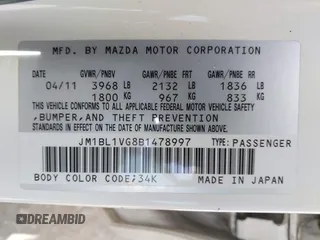 MFD. BY MAZDA MOTOR CORPORATION
GVWR/PNBV GAWR/PNBE FR GAWR/PNBE RR
04/11 3968 LB 2132 LB 1836 LB
1800 KG 967 KG 833 KG
THIS VEHICLE CONFORMS TO ALL APPLICABLE FEDERAL MOTOR VEHICLE SAFETY
,BUMPER,AND THEFT PREVENTION
STANDARDS IN EFFECT ON THE DATE OF MANUFACTURE SHOWN ABOVE.
JM1BL1VG8B1478997 TYPE:PASSENGER
BODY COLOR CODE;34K MADE IN JAPAN
DREAMBID